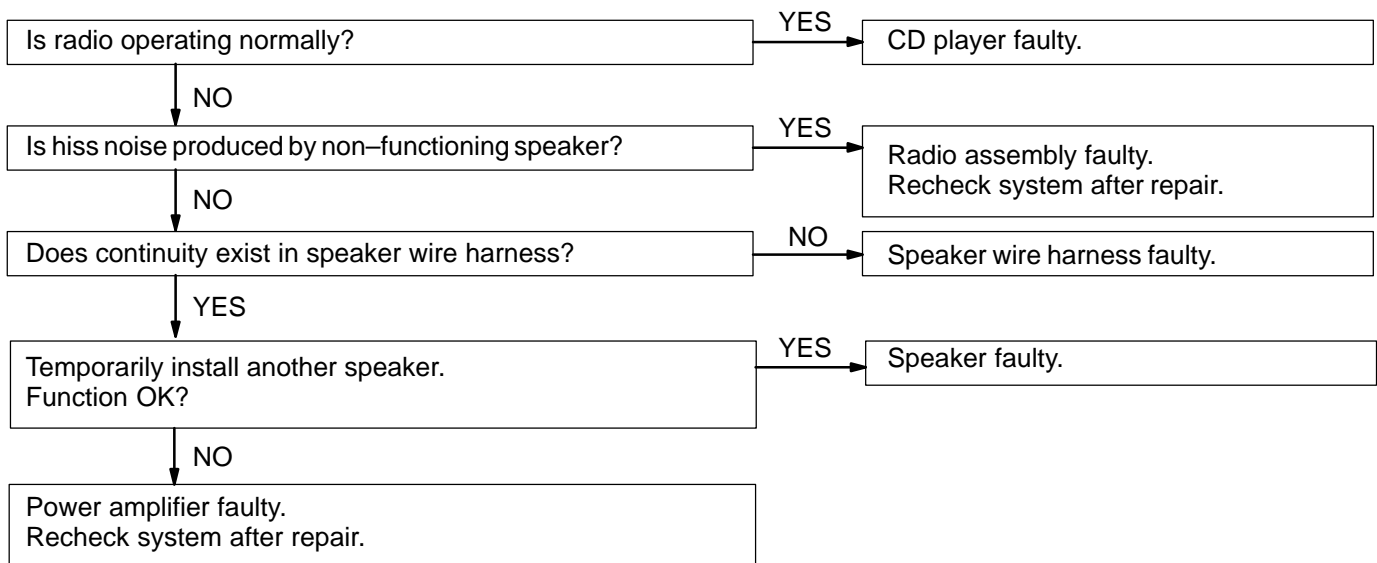 Is radio operating normally?
YES
CD player faulty.
NO
Is hiss noise produced by non–functioning speaker?
YES
Radio assembly faulty.
Recheck system after repair.
NO
Does continuity exist in speaker wire harness?
NO
Speaker wire harness faulty.
YES
Temporarily install another speaker.
Function OK?
YES
Speaker faulty.
NO
Power amplifier faulty.
Recheck system after repair.